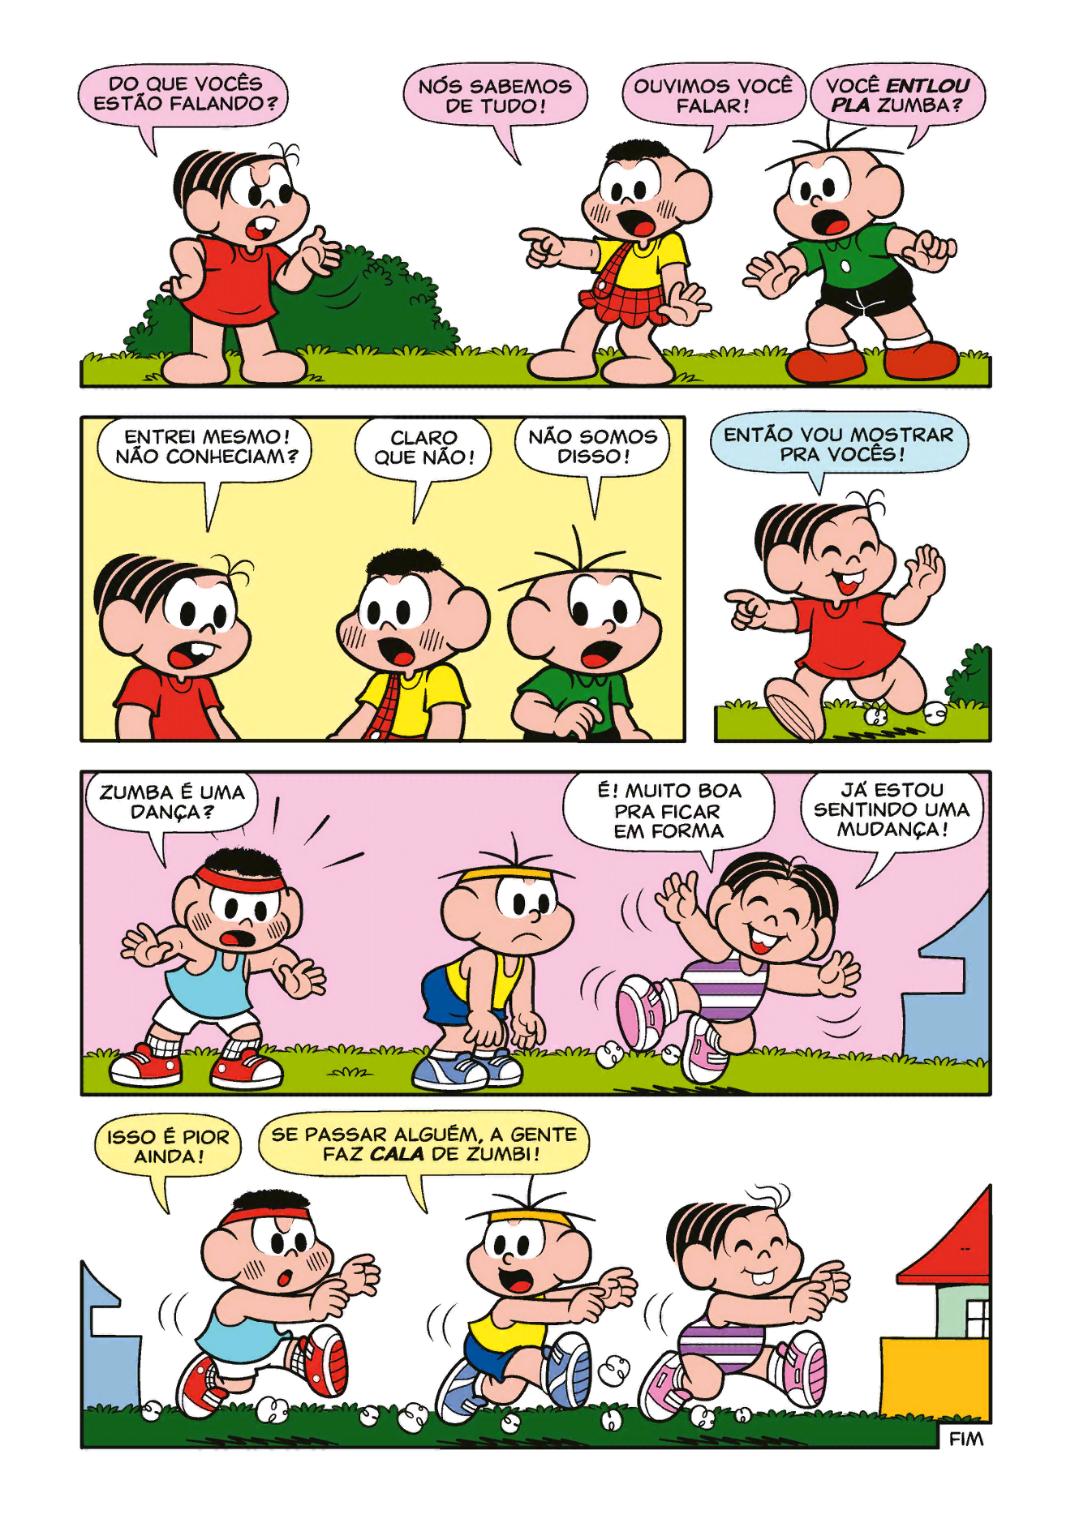 DO QUE VOCÊS
ESTÃO FALANDO?
NÓS SABEMOS
DE TUDO!
OUVIMOS VOCÊ
FALAR!
VOCÊ ENTLOU
PLA ZUMBA?
ENTREI MESMO!
NÃO CONHECIAM?
CLARO
QUE NÃO!
NÃO SOMOS
DISSO!
ENTÃO VOU MOSTRAR
PRA VOCÊS!
ZUMBA É UMA
DANÇA?
É! MUITO BOA
PRA FICAR
EM FORMA
JÁ ESTOU
SENTINDO UMA
MUDANÇA!
ISSO É PIOR
AINDA!
SE PASSAR ALGUÉM, A GENTE
FAZ CALA DE ZUMBI!
FIM